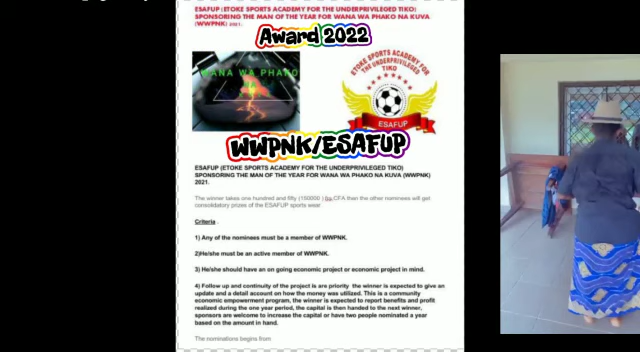 ESAFUP (ETOKE SPORTS ACADEMY FOR THE UNDERPRIVILEGED TIKO)
SPONSORING THE MAN OF THE YEAR FOR WANA WA PHAKO NA KUVA
(WWPNK) 2021.
Award 2022
WANA WA PHAKO
NA
ETOKE SPORTS ACADEMY FOR
THE UNDERPRIVILEGED
TIKO
ESAFUP
WWPNK/ESAFUP
ESAFUP (ETOKE SPORTS ACADEMY FOR THE UNDERPRIVILEGED TIKO)
SPONSORING THE MAN OF THE YEAR FOR WANA WA PHAKO NA KUVA (WWPNK)
2021.
The winner takes one hundred and fifty (150000 ) frs CFA then the other nominees will get
consolatory prizes of the ESAFUP sports wear
Criteria .
1) Any of the nominees must be a member of WWPNK.
2)He/she must be an active member of WWPNK.
3) He/she should have an on going economic project or economic project in mind.
4) Follow up and continuity of the project is are priority the winner is expected to give an
update and a detail account on how the money was utilized. This is a community
economic empowerment program, the winner is expected to report benefits and profit
realized during the one year period, the capital is then handed to the next winner,
sponsors are welcome to increase the capital or have two people nominated a year
based on the amount in hand.
The nominations begins from